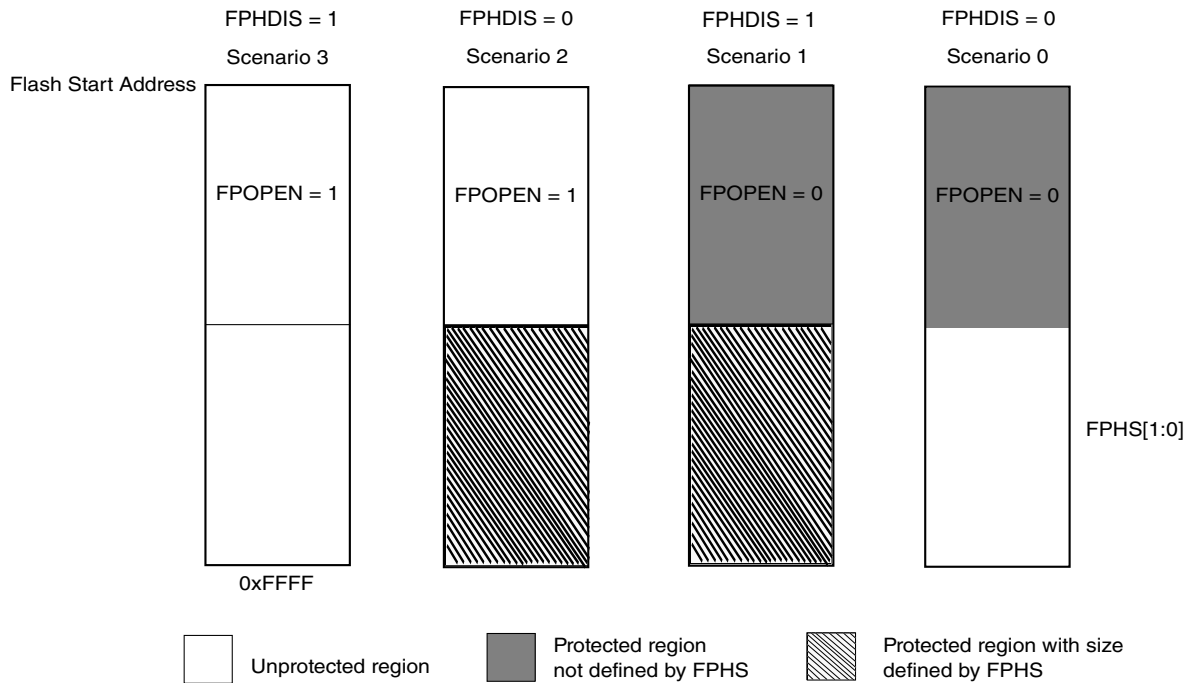 FPHDIS = 1 FPHDIS = 0 FPHDIS = 1 FPHDIS = 0
Scenario 3 Scenario 2 Scenario 1 Scenario 0
Flash Start Address
FPOPEN = 1 FPOPEN = 1 FPOPEN = 0 FPOPEN = 0
FPHS[1:0]
0xFFFF
Unprotected region
Protected region
not defined by FPHS
Protected region with size
defined by FPHS